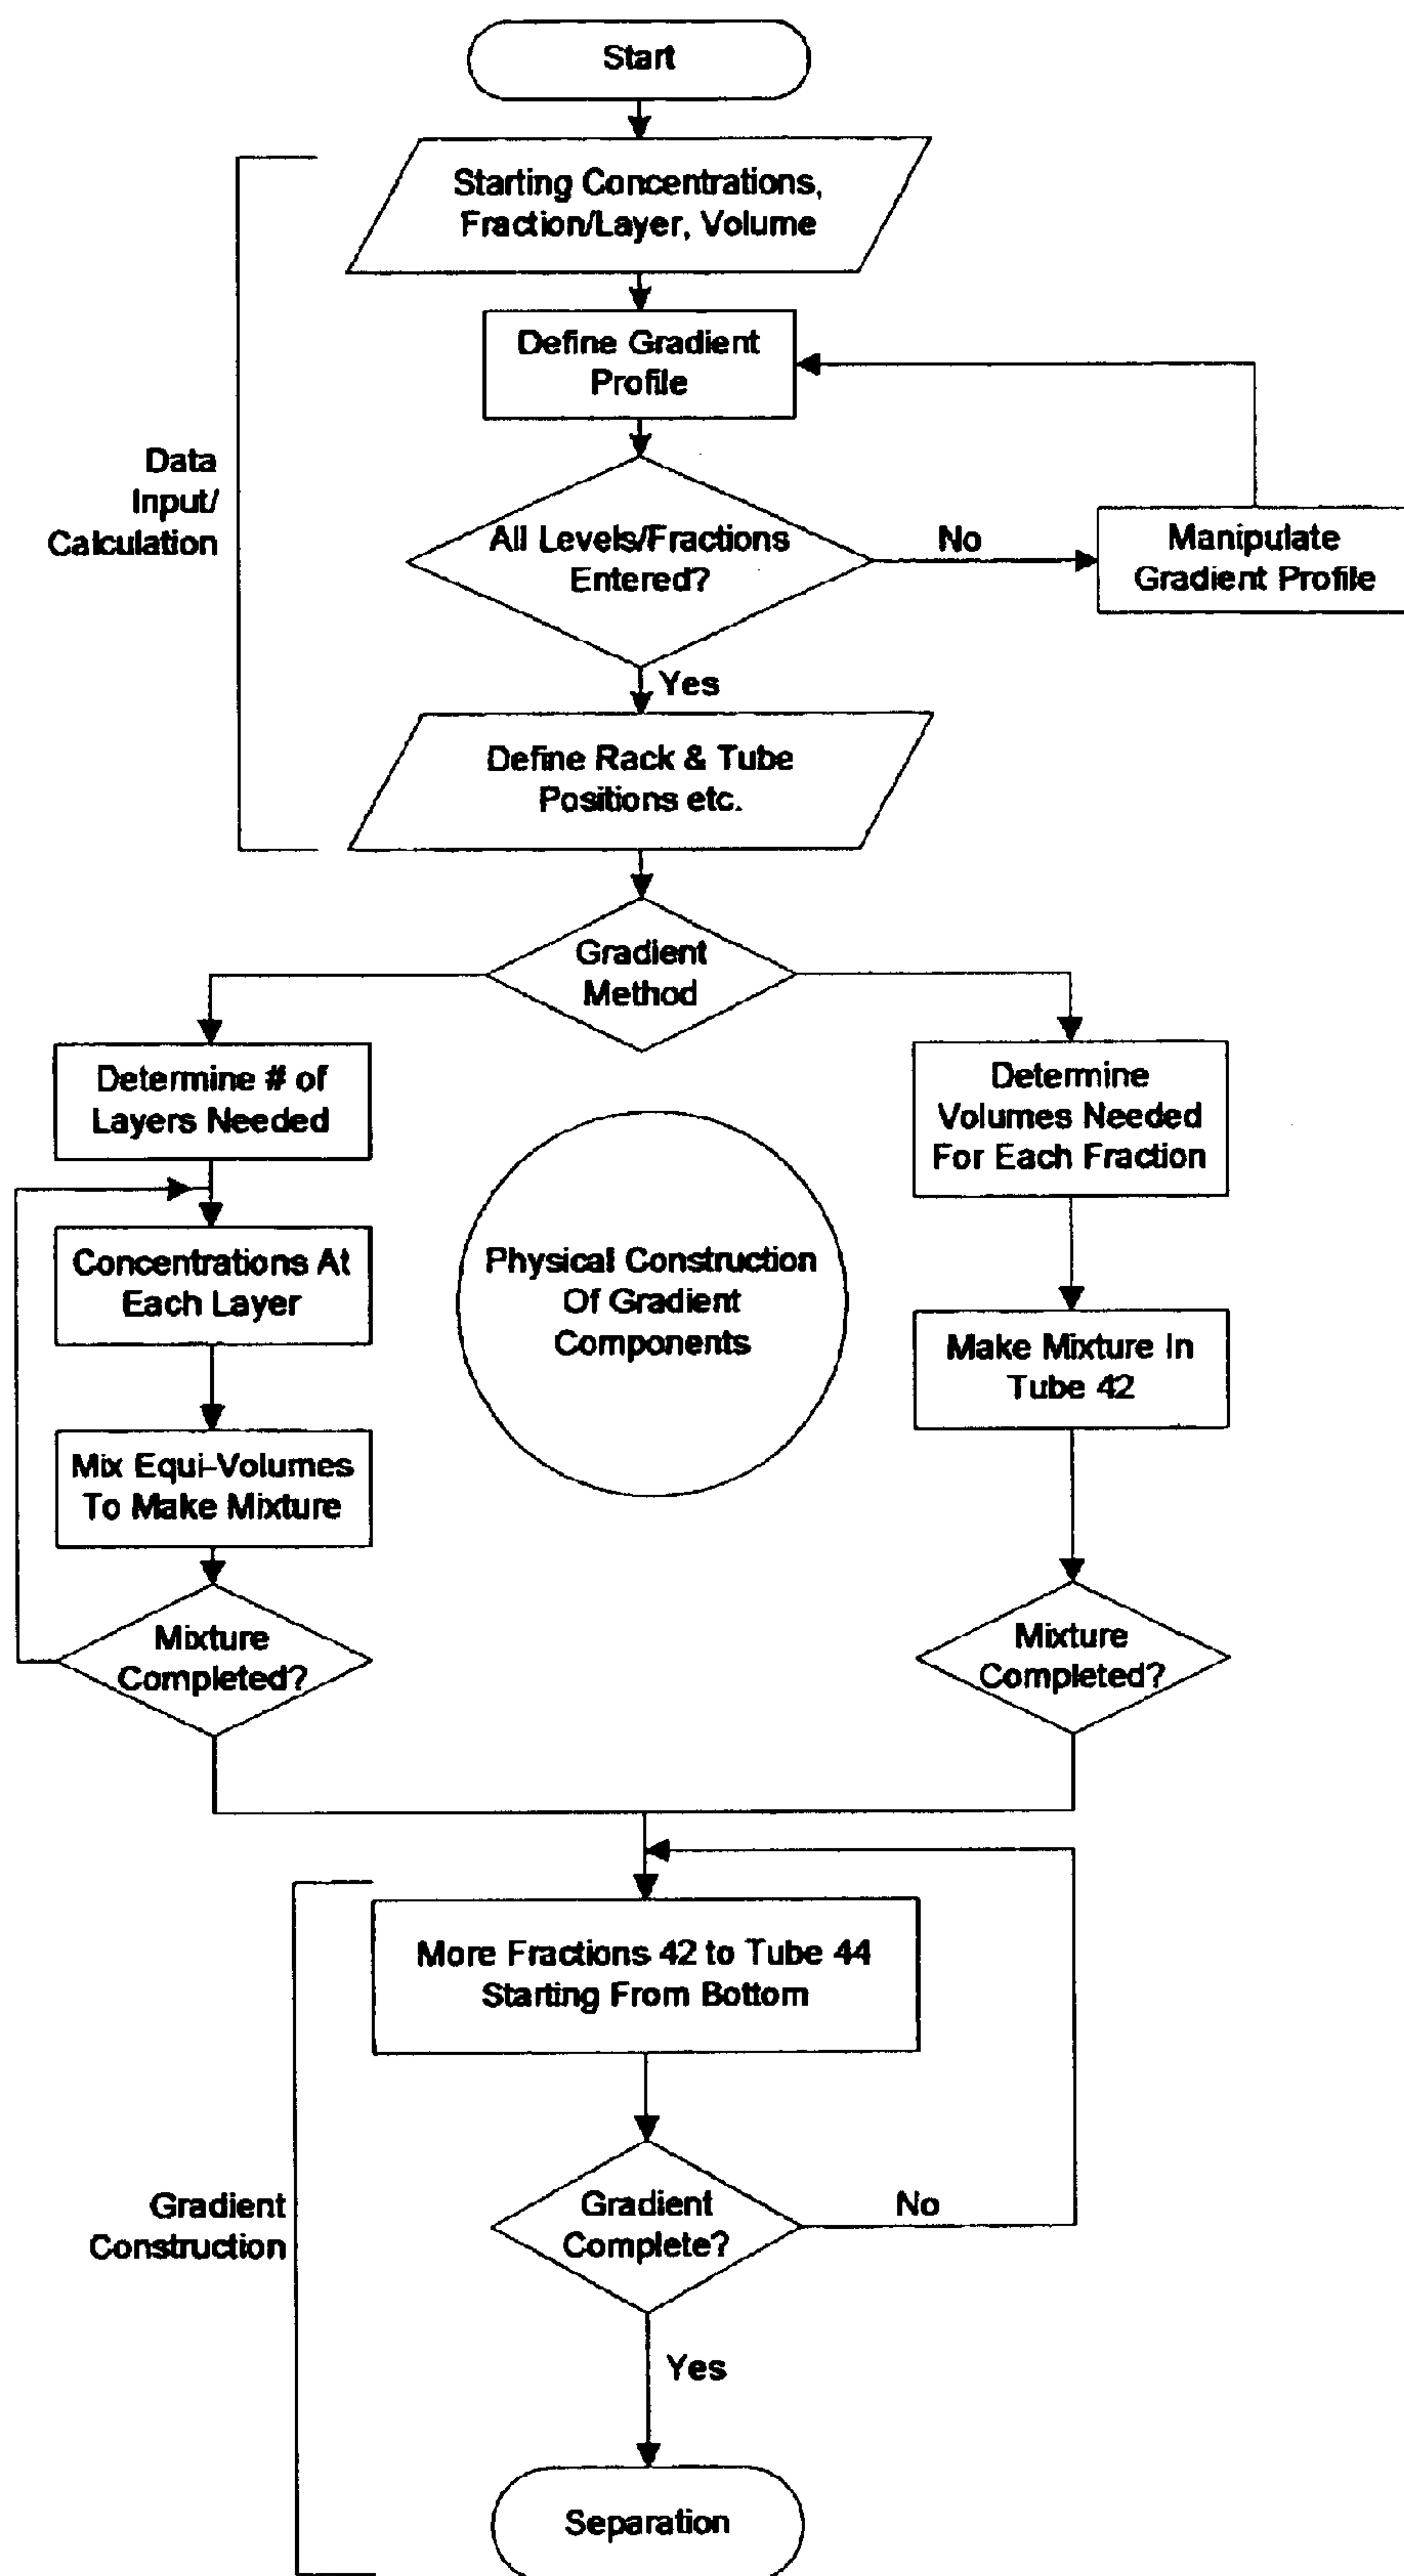 Start
Starting Concentrations,
Fraction/Layer, Volume
Define Gradient
Profile
Data
Input/
Calculation
All Levels/Fractions
Entered?
No
Manipulate
Gradient Profile
Yes
Define Rack & Tube
Positions etc.
Gradient
Method
Determine # of
Layers Needed
Determine
Volumes Needed
For Each Fraction
Concentrations At
Each Layer
Physical Construction
Of Gradient
Components
Make Mixture In
Tube 42
Mix Equi-Volumes
To Make Mixture
Mixture
Completed?
Mixture
Completed?
More Fractions 42 to Tube 44
Starting From Bottom
Gradient
Construction
Gradient
Complete?
No
Yes
Separation